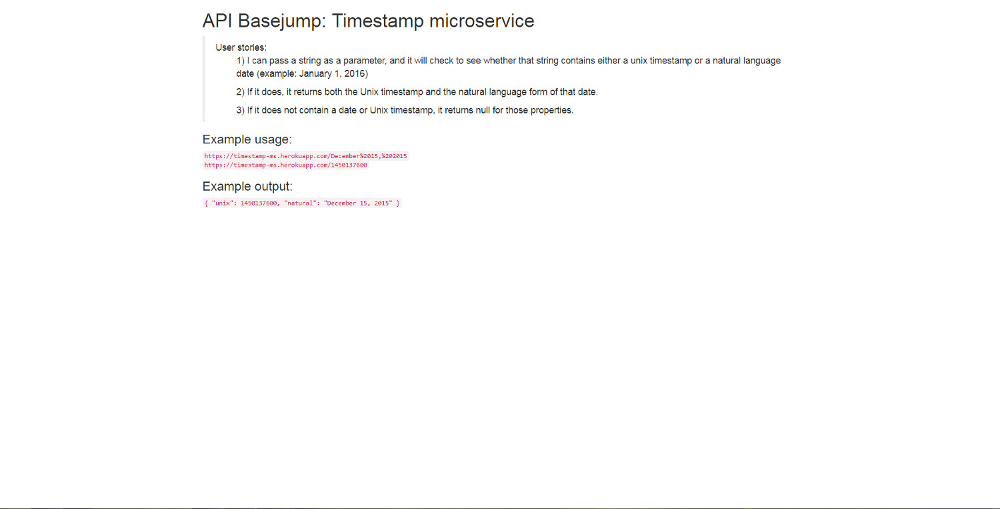 API Basejump: Timestamp microservice
User stories:
1) I can pass a string as a parameter, and it will check to see whether that string contains either a unix timestamp or a natural language
date (example: January 1, 2016)
2) If it does, it returns both the Unix timestamp and the natural language form of that date.
3) If it does not contain a date or Unix timestamp, it returns null for those properties.
Example usage:
https://timestamp-ms.herokuapp.com/December%2015,%202015
https://timestamp-ms.herokuapp.com/1450137600
Example output:
{ "unix": 1450137600, "natural": "December 15, 2015" }